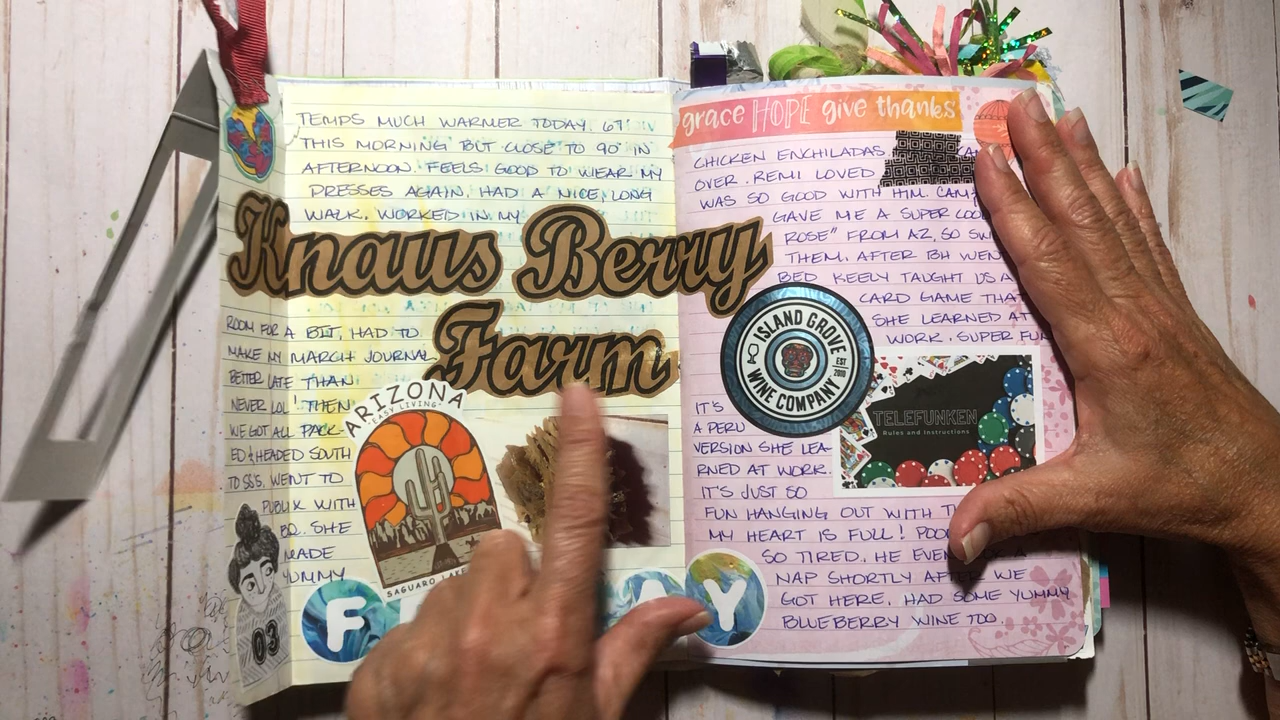 TEMPS MUCH WARMER TODAY. 67°
THIS MORNING BUT CLOSE TO 90° IN
AFTERNOON. FEELS GOOD TO WEAR MY
DRESSES AGAIN. HAD A NICE, LONG
WALK. WORKED IN MY
Knaus Berry
Farm
ROOM FOR A BIT, HAD TO
MAKE MY MARCH JOURNAL
BETTER LATE THAN
NEVER LOL! THEN
WE GOT ALL PACK-
ED & HEADED SOUTH
TO SS'S. WENT TO
PUBLIX WITH
BR. SHE
MADE
YUMMY
ARIZONA
"EASY LIVING"
SAGUARO LAKE
03
F
AY
grace HOPE give thanks
CHICKEN ENCHILADAS
OVER. REMI LOVED
WAS SO GOOD WITH HIM. CAM
GAVE ME A SUPER
ROSE" FROM AZ. SO
THEM. AFTER BH WEN
BED KEELY TAUGHT US A
CARD GAME THAT
SHE LEARNED AT
WORK. SUPER FUN
ISLAND GROVE
WINE COMPANY
EST
2010
TELEFUNKEN
Rules and Instructions
IT'S
A PERU
VERSION SHE LEA-
RNED AT WORK.
IT'S JUST SO
FUN HANGING OUT WITH
MY HEART IS FULL! POO
SO TIRED. HE EVEN A
NAP SHORTLY AFTER WE
GOT HERE. HAD SOME YUMMY
BLUEBERRY WINE TOO.